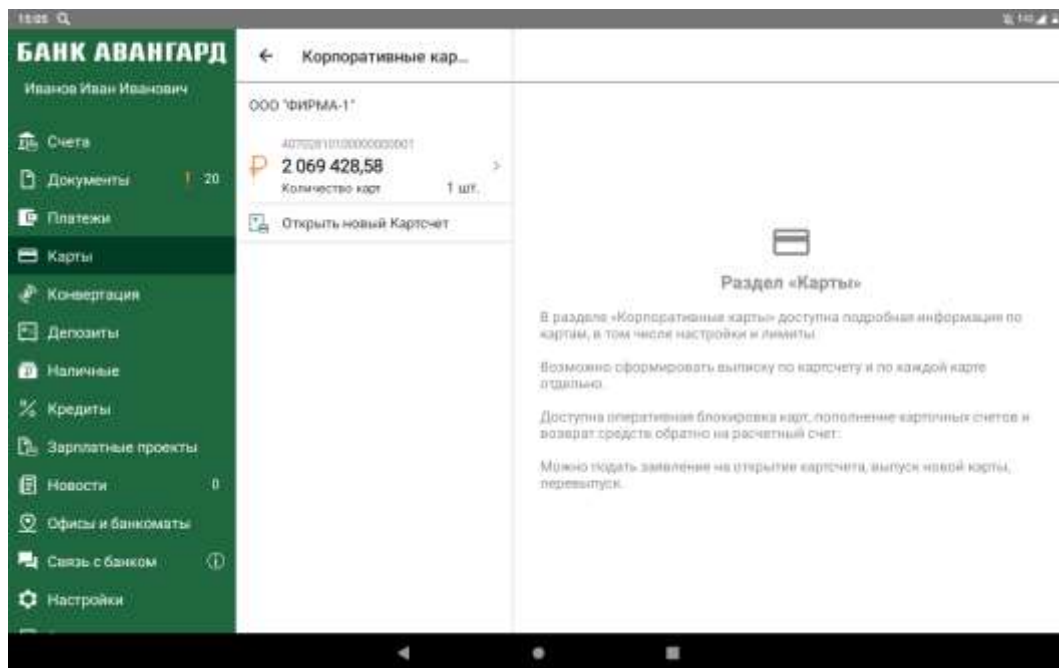 15:05
БАНК АВАНГАРД
Иванов Иван Иванович
Счета
Документы ! 20
Платежи
Карты
Конвертация
Депозиты
Наличные
Кредиты
Зарплатные проекты
Новости 0
Офисы и банкоматы
Связь с банком
Настройки
Корпоративные кар...
ООО "ФИРМА-1"
2 069 428,58
Количество карт 1 шт.
Открыть новый Картсчет
Раздел «Карты»
В разделе «Корпоративные карты» доступна подробная информация по
картам, в том числе настройки и лимиты.
Возможно сформировать выписку по картсчету и по каждой карте
отдельно.
Доступна оперативная блокировка карт, пополнение карточных счетов и
возврат средств обратно на расчетный счет.
Можно подать заявление на открытие картсчета, выпуск новой карты,
перевыпуск.